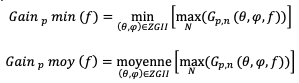 Gain p min (f) = min (θ,φ)∈ZGII [max N (Gp,n (θ, φ, f))]
Gain p moy (f) = moyenne (θ,φ)∈ZGII [max N (Gp,n (θ, φ, f))]